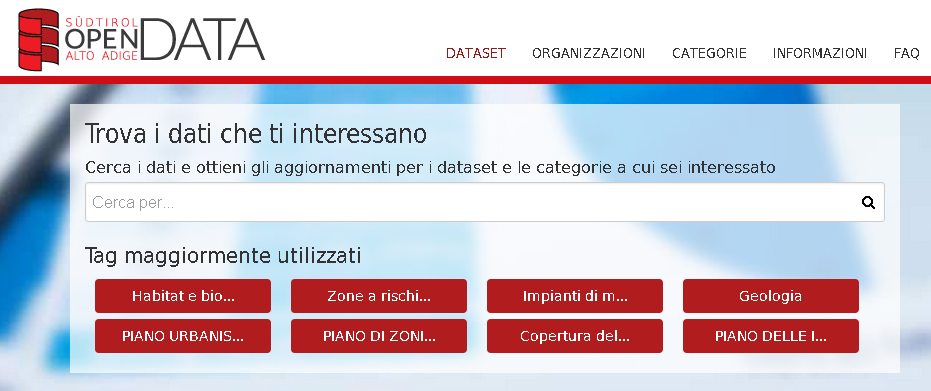 SÜDTIROL
OPEN DATA
ALTO ADIGE
DATASET ORGANIZZAZIONI CATEGORIE INFORMAZIONI FAQ
Trova i dati che ti interessano
Cerca i dati e ottieni gli aggiornamenti per i dataset e le categorie a cui sei interessato
Cerca per...
Tag maggiormente utilizzati
Habitat e bio... Zone a rischi... Impianti di m... Geologia
PIANO URBANIS... PIANO DI ZONI... Copertura del... PIANO DELLE I...